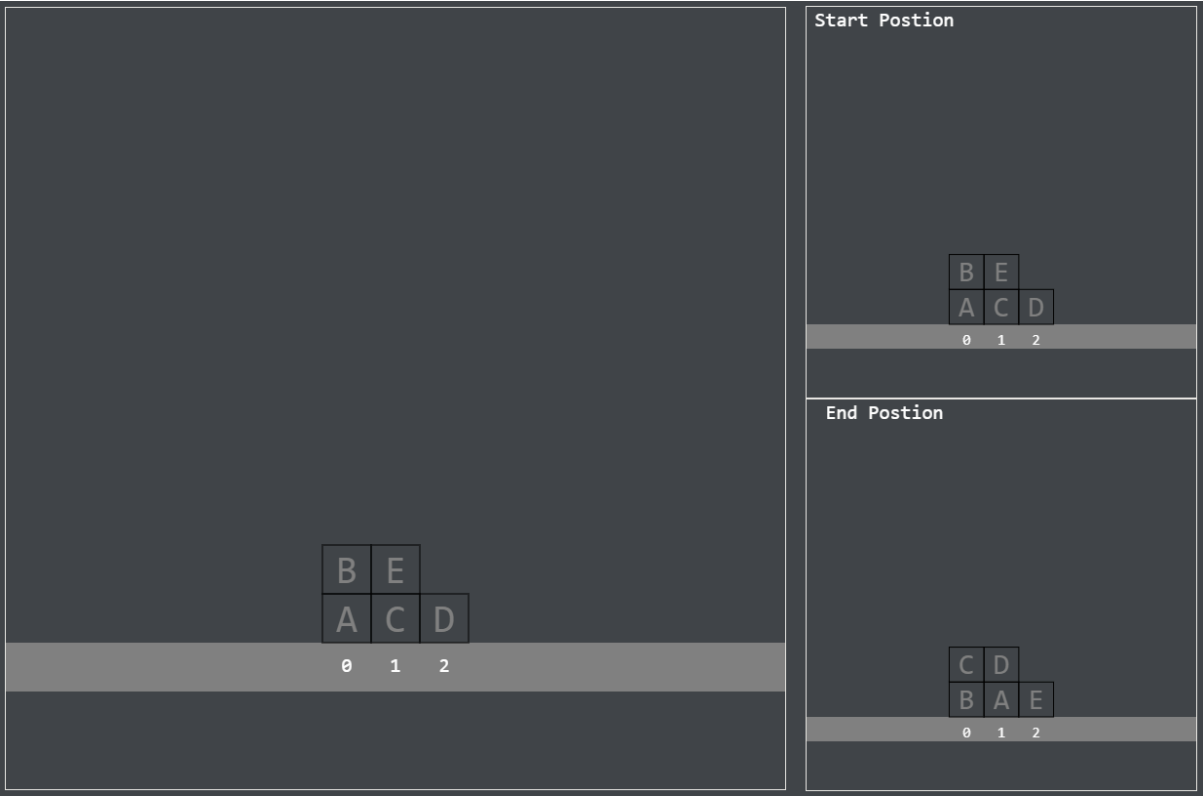 B E
A C D
0 1 2
Start Postion
B E
A C D
0 1 2
End Postion
C D
B A E
0 1 2